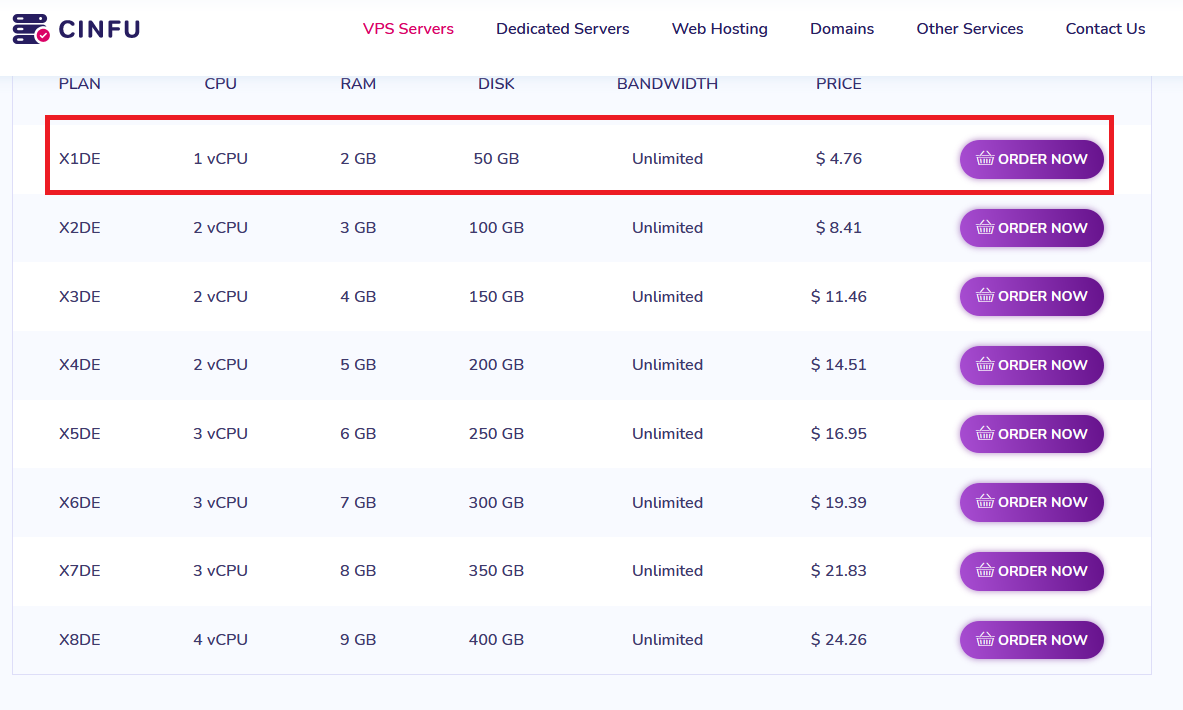 CINFU VPS Servers Dedicated Servers Web Hosting Domains Other Services Contact Us
PLAN CPU RAM DISK BANDWIDTH PRICE
X1DE 1 vCPU 2 GB 50 GB Unlimited $ 4.76 ORDER NOW
X2DE 2 vCPU 3 GB 100 GB Unlimited $ 8.41 ORDER NOW
X3DE 2 vCPU 4 GB 150 GB Unlimited $ 11.46 ORDER NOW
X4DE 2 vCPU 5 GB 200 GB Unlimited $ 14.51 ORDER NOW
X5DE 3 vCPU 6 GB 250 GB Unlimited $ 16.95 ORDER NOW
X6DE 3 vCPU 7 GB 300 GB Unlimited $ 19.39 ORDER NOW
X7DE 3 vCPU 8 GB 350 GB Unlimited $ 21.83 ORDER NOW
X8DE 4 vCPU 9 GB 400 GB Unlimited $ 24.26 ORDER NOW